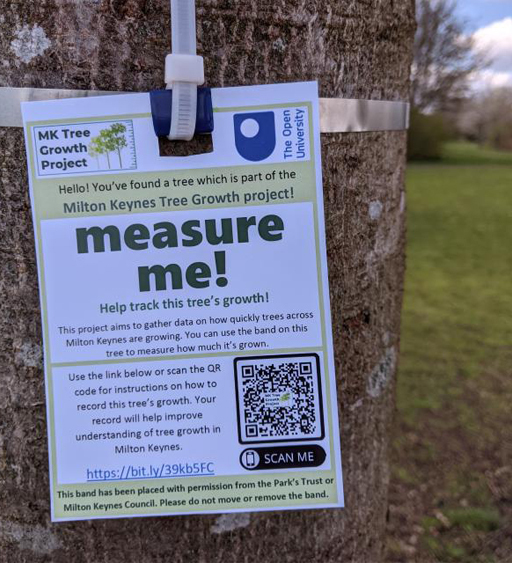 MK Tree
Growth
Project
The Open
University
Hello! You've found a tree which is part of the
Milton Keynes Tree Growth project!
measure
me!
Help track this tree's growth!
This project aims to gather data on how quickly trees across
Milton Keynes are growing. You can use the band on this
tree to measure how much it's grown.
Use the link below or scan the QR
code for instructions on how to
record this tree's growth. Your
record will help improve
understanding of tree growth in
Milton Keynes.
https://bit.ly/39kb5FC
MK Tree
Growth
Project
SCAN ME
This band has been placed with permission from the Park's Trust or
Milton Keynes Council. Please do not move or remove the band.